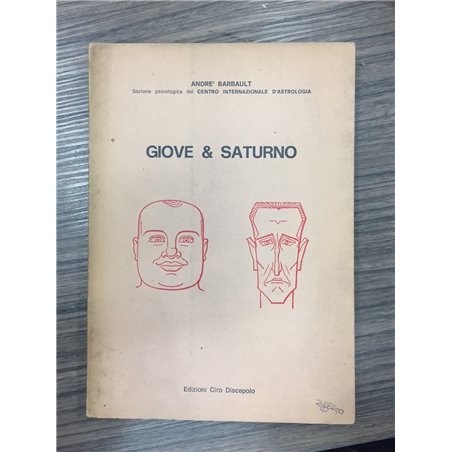 ANDRE' BARBAULT
Sezione psicologica del CENTRO INTERNAZIONALE D'ASTROLOGIA
GIOVE & SATURNO
Edizioni Ciro Discepolo